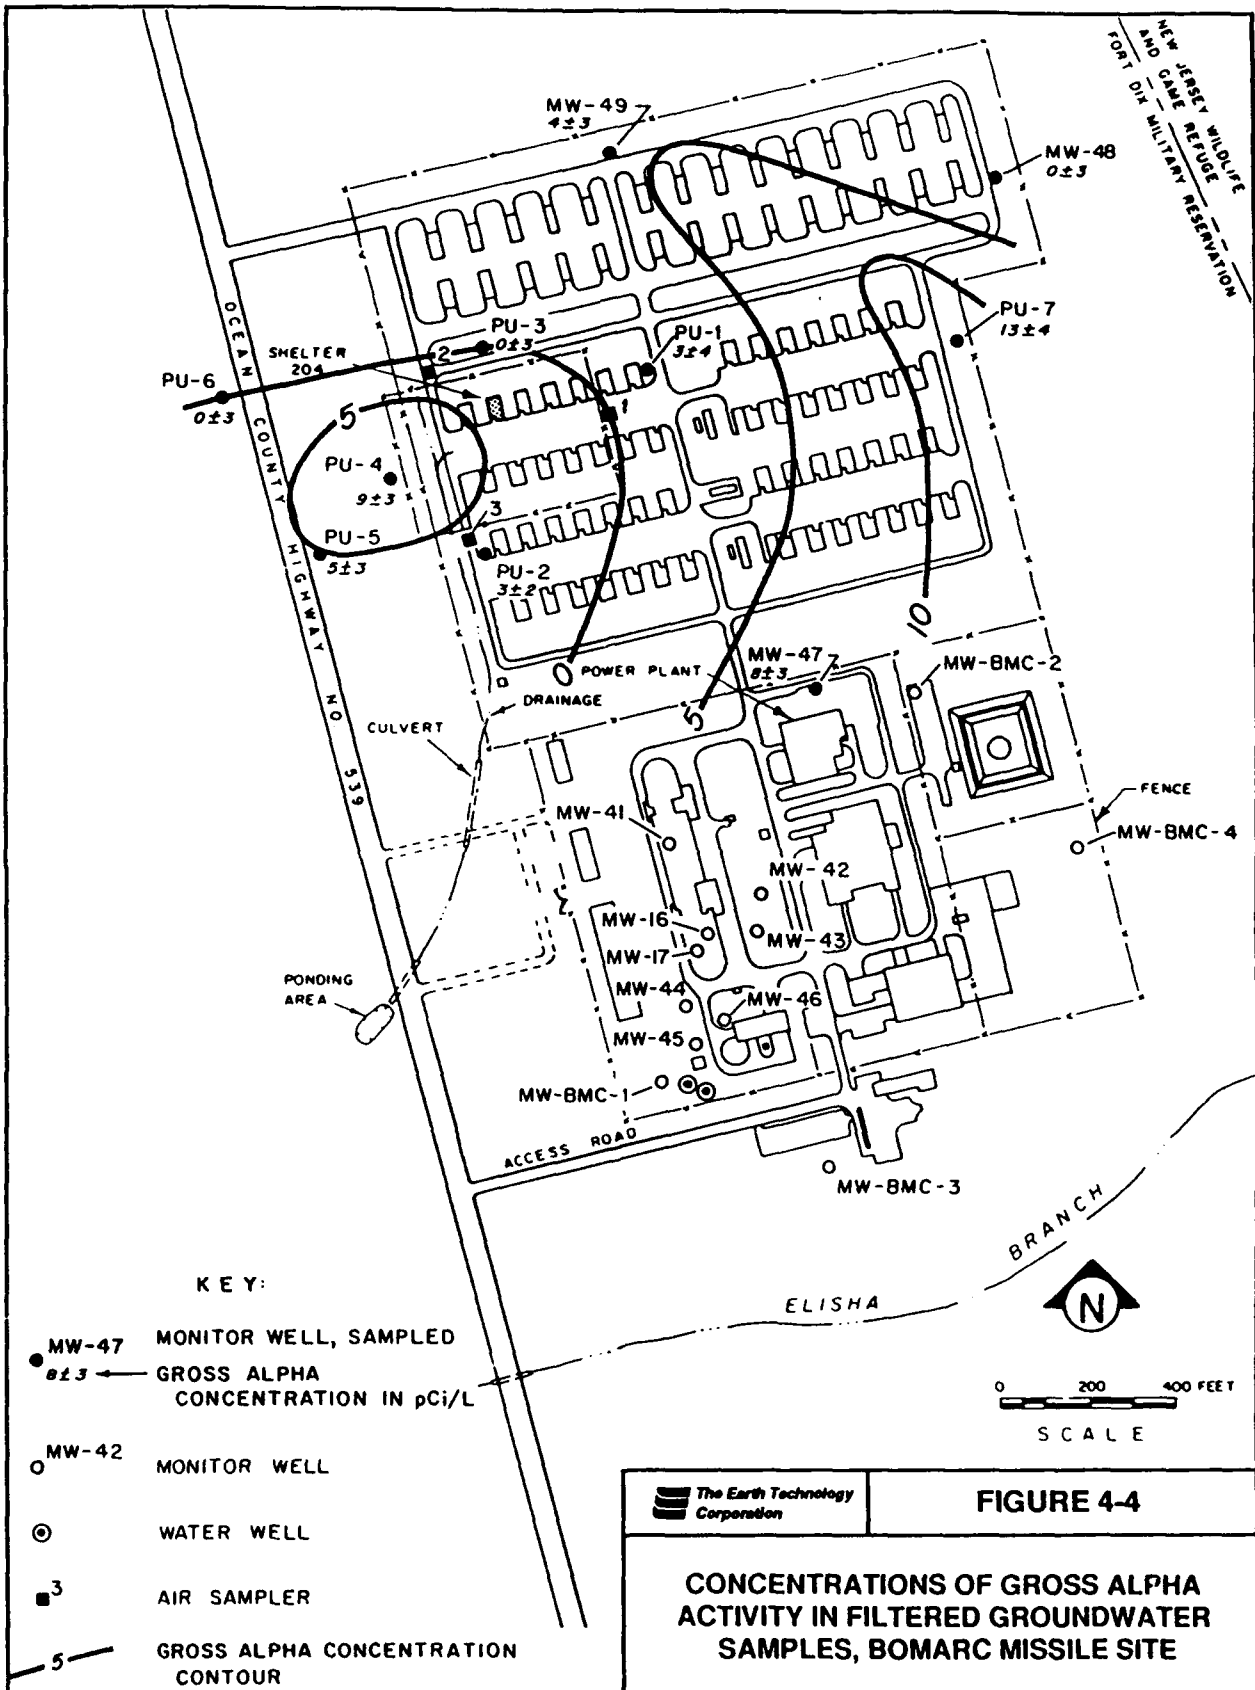 NEW JERSEY WILDLIFE
AND GAME REFUGE
FORT DIX MILITARY RESERVATION
MW-49
4±3
MW-48
0±3
OCEAN COUNTY HIGHWAY NO 539
PU-3
0±3
PU-1
3±4
PU-7
13±4
SHELTER
204
2
PU-6
0±3
1
5
PU-4
9±3
3
PU-5
5±3
PU-2
3±2
10
0
POWER PLANT
MW-47
8±3
MW-BMC-2
5
DRAINAGE
CULVERT
FENCE
MW-41
MW-BMC-4
MW-42
MW-16
MW-43
MW-17
PONDING
AREA
MW-44
MW-46
MW-45
MW-BMC-1
ACCESS ROAD
MW-BMC-3
ELISHA BRANCH
N
0 200 400 FEET
SCALE
KEY:
MW-47 MONITOR WELL, SAMPLED
8±3 GROSS ALPHA
CONCENTRATION IN pCi/L
MW-42 MONITOR WELL
WATER WELL
3 AIR SAMPLER
5 GROSS ALPHA CONCENTRATION
CONTOUR
The Earth Technology
Corporation
FIGURE 4-4
CONCENTRATIONS OF GROSS ALPHA
ACTIVITY IN FILTERED GROUNDWATER
SAMPLES, BOMARC MISSILE SITE